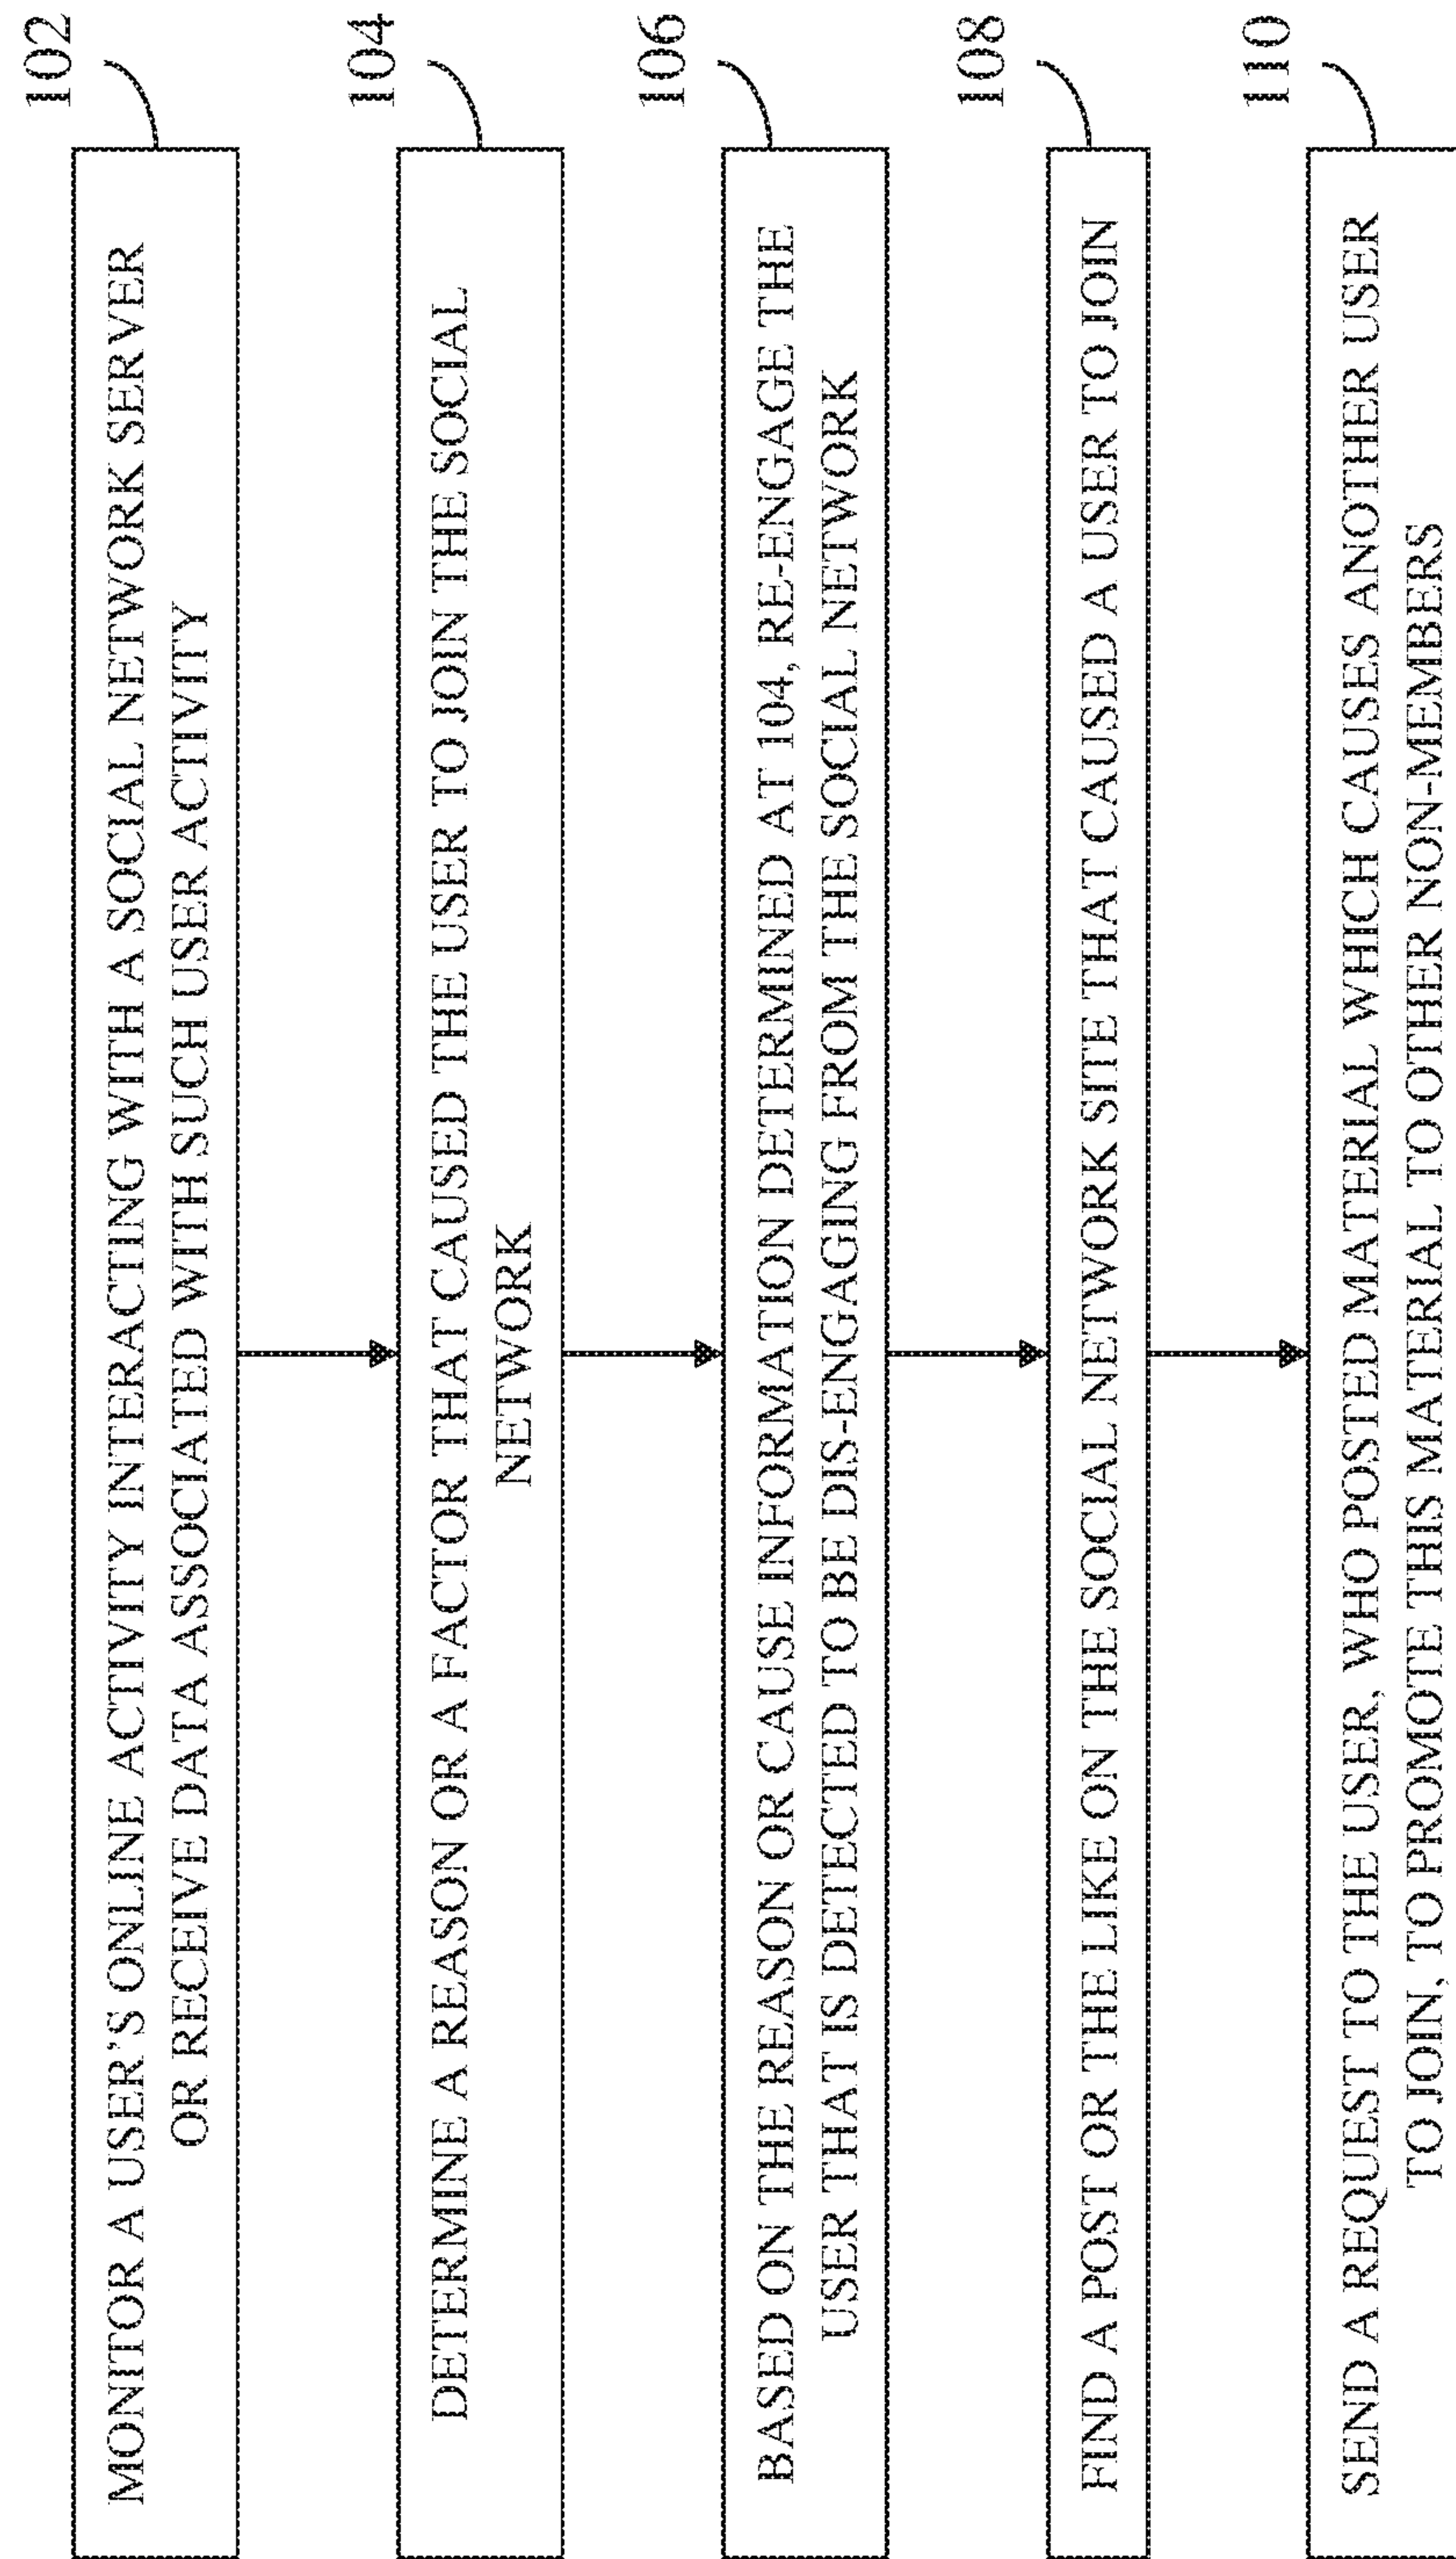 102
MONITOR A USER'S ONLINE ACTIVITY INTERACTING WITH A SOCIAL NETWORK SERVER
OR RECEIVE DATA ASSOCIATED WITH SUCH USER ACTIVITY
104
DETERMINE A REASON OR A FACTOR THAT CAUSED THE USER TO JOIN THE SOCIAL
NETWORK
106
BASED ON THE REASON OR CAUSE INFORMATION DETERMINED AT 104, RE-ENGAGE THE
USER THAT IS DETECTED TO BE DIS-ENGAGING FROM THE SOCIAL NETWORK
108
FIND A POST OR THE LIKE ON THE SOCIAL NETWORK SITE THAT CAUSED A USER TO JOIN
110
SEND A REQUEST TO THE USER, WHO POSTED MATERIAL WHICH CAUSES ANOTHER USER
TO JOIN, TO PROMOTE THIS MATERIAL TO OTHER NON-MEMBERS